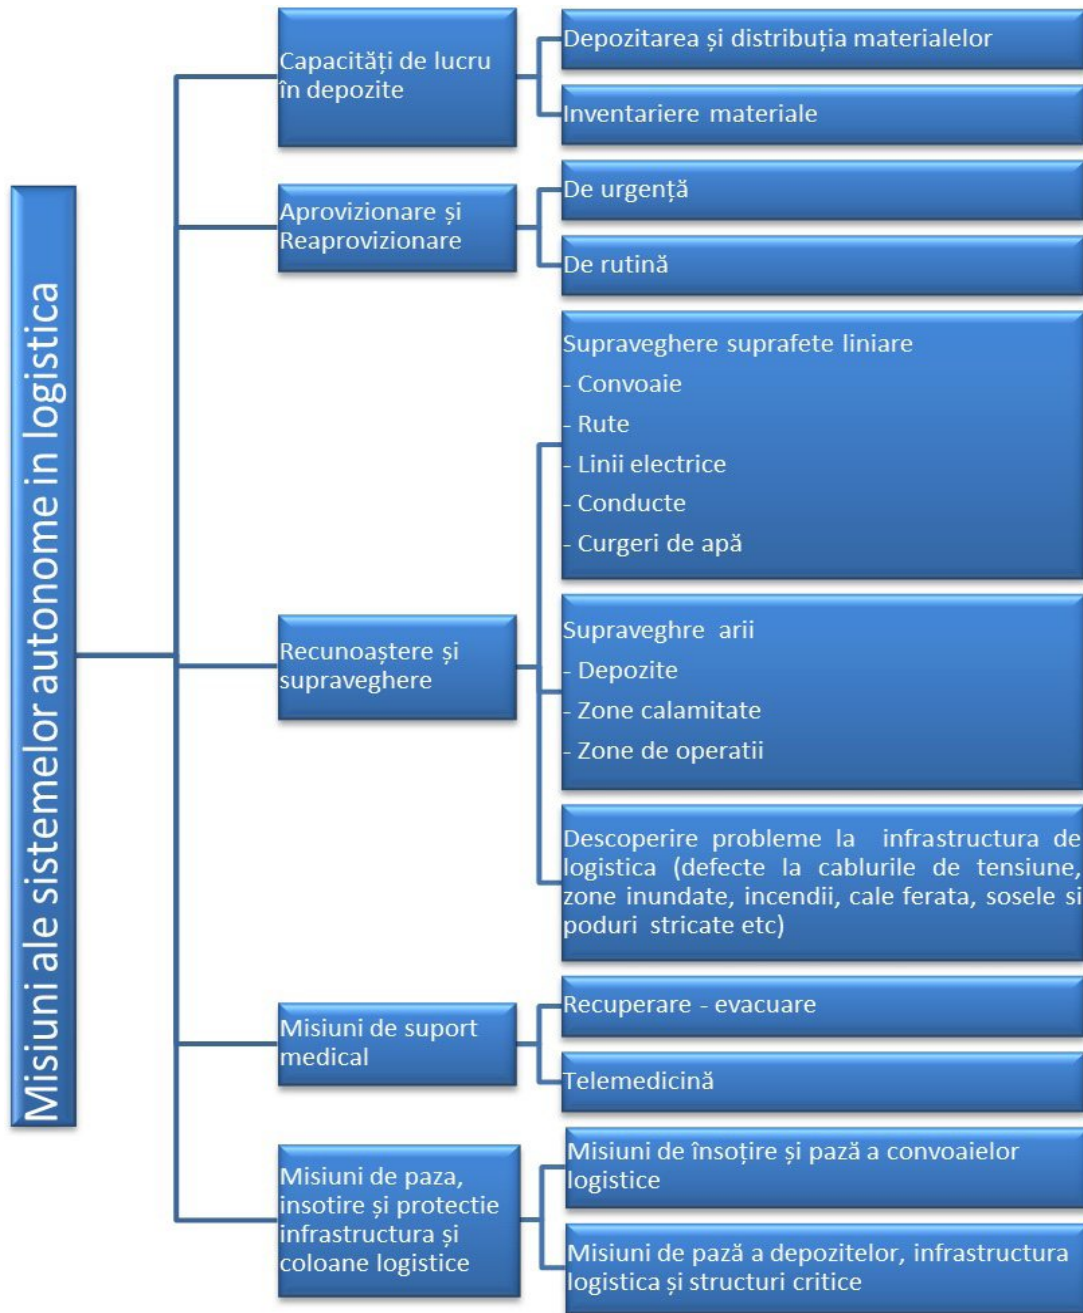 Misiuni ale sistemelor autonome in logistica
Capacități de lucru
în depozite
Depozitarea și distribuția materialelor
Inventariere materiale
Aprovizionare și
Reaprovizionare
De urgență
De rutină
Recunoaștere și
supraveghere
Supraveghere suprafete liniare
- Convoaie
- Rute
- Linii electrice
- Conducte
- Curgeri de apă
Supraveghre arii
- Depozite
- Zone calamitate
- Zone de operatii
Descoperire probleme la infrastructura de
logistica (defecte la cablurile de tensiune,
zone inundate, incendii, cale ferata, sosele si
poduri stricate etc)
Misiuni de suport
medical
Recuperare - evacuare
Telemedicină
Misiuni de paza,
insotire și protectie
infrastructura și
coloane logistice
Misiuni de însoțire și pază a convoaielor
logistice
Misiuni de pază a depozitelor, infrastructura
logistica și structuri critice